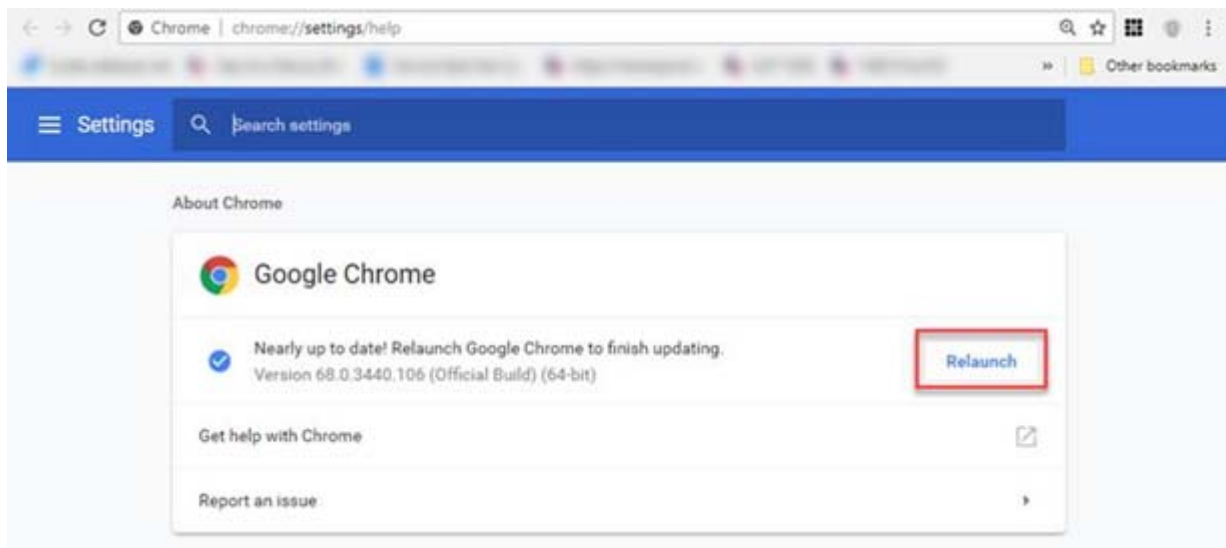 Chrome | chrome://settings/help
» Other bookmarks
Settings Search settings
About Chrome
Google Chrome
Nearly up to date! Relaunch Google Chrome to finish updating.
Version 68.0.3440.106 (Official Build) (64-bit)
Relaunch
Get help with Chrome
Report an issue